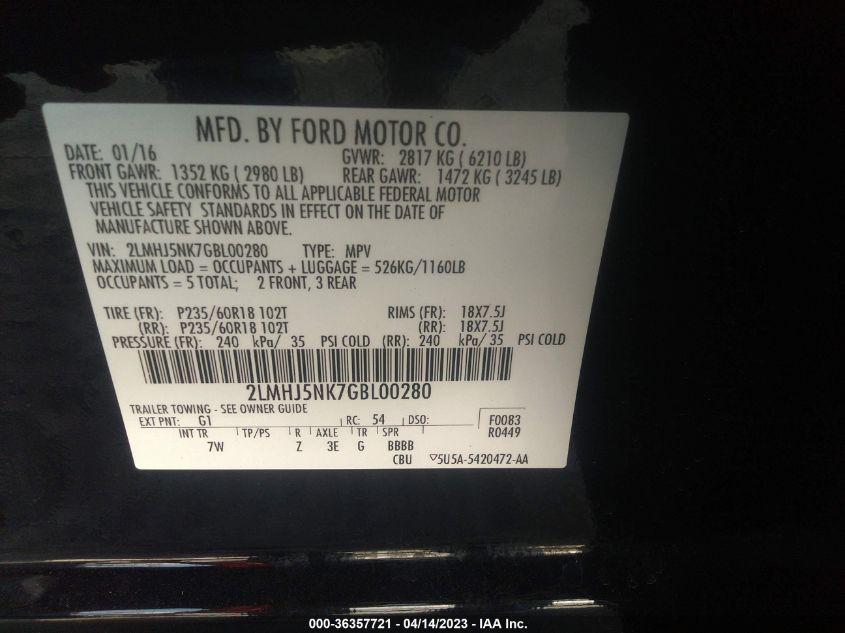 MFD. BY FORD MOTOR CO.
DATE: 01/16 GVWR: 2817 KG ( 6210 LB)
FRONT GAWR: 1352 KG ( 2980 LB) REAR GAWR: 1472 KG ( 3245 LB)
THIS VEHICLE CONFORMS TO ALL APPLICABLE FEDERAL MOTOR
VEHICLE SAFETY STANDARDS IN EFFECT ON THE DATE OF
MANUFACTURE SHOWN ABOVE.
VIN: 2LMHJ5NK7GBL00280 TYPE: MPV
MAXIMUM LOAD = OCCUPANTS + LUGGAGE = 526KG/1160LB
OCCUPANTS = 5 TOTAL; 2 FRONT, 3 REAR
TIRE (FR): P235/60R18 102T RIMS (FR): 18X7.5J
(RR): P235/60R18 102T (RR): 18X7.5J
PRESSURE (FR): 240 kPa/ 35 PSI COLD (RR): 240 kPa/ 35 PSI COLD
2LMHJ5NK7GBL00280
TRAILER TOWING - SEE OWNER GUIDE
EXT PNT: G1 RC: 54 DSO: F0083
INT TR TP/PS R AXLE TR SPR R0449
7W Z 3E G BBBB
CBU ▽5U5A-5420472-AA
000-36357721 - 04/14/2023 - IAA Inc.